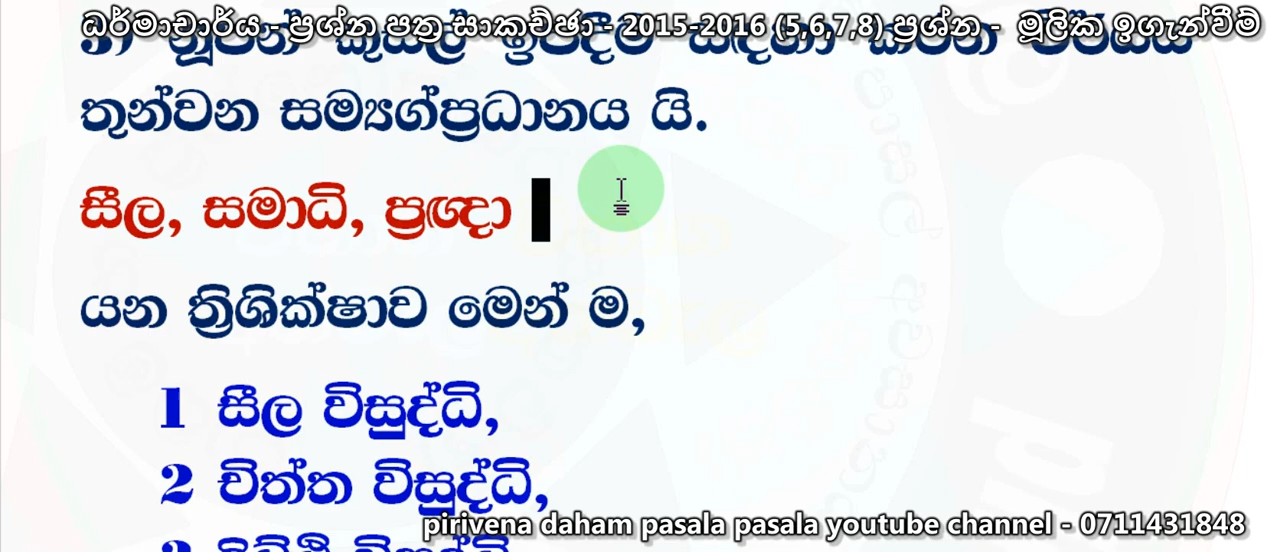 ධර්මාචාර්ය - ප්‍රශ්න පත්‍ර සාකච්ඡා - 2015-2016 (5,6,7,8) ප්‍රශ්න - මූලික ඉගැන්වීම්
තුන්වන සම්‍යග්ප්‍රධානය යි.
සීල, සමාධි, ප්‍රඥා
යන ත්‍රිශික්ෂාව මෙන් ම,
1 සීල විසුද්ධි,
2 චිත්ත විසුද්ධි,
pirivena daham pasala pasala youtube channel - 0711431848